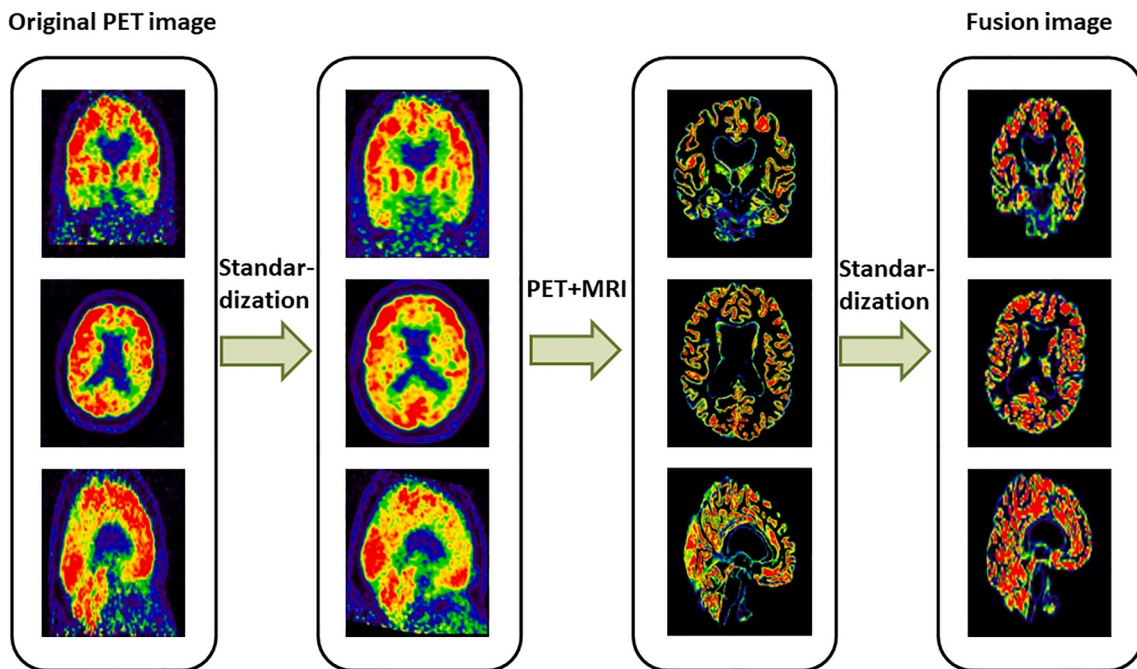 Original PET image
Fusion image
Standar-
dization
PET+MRI
Standar-
dization